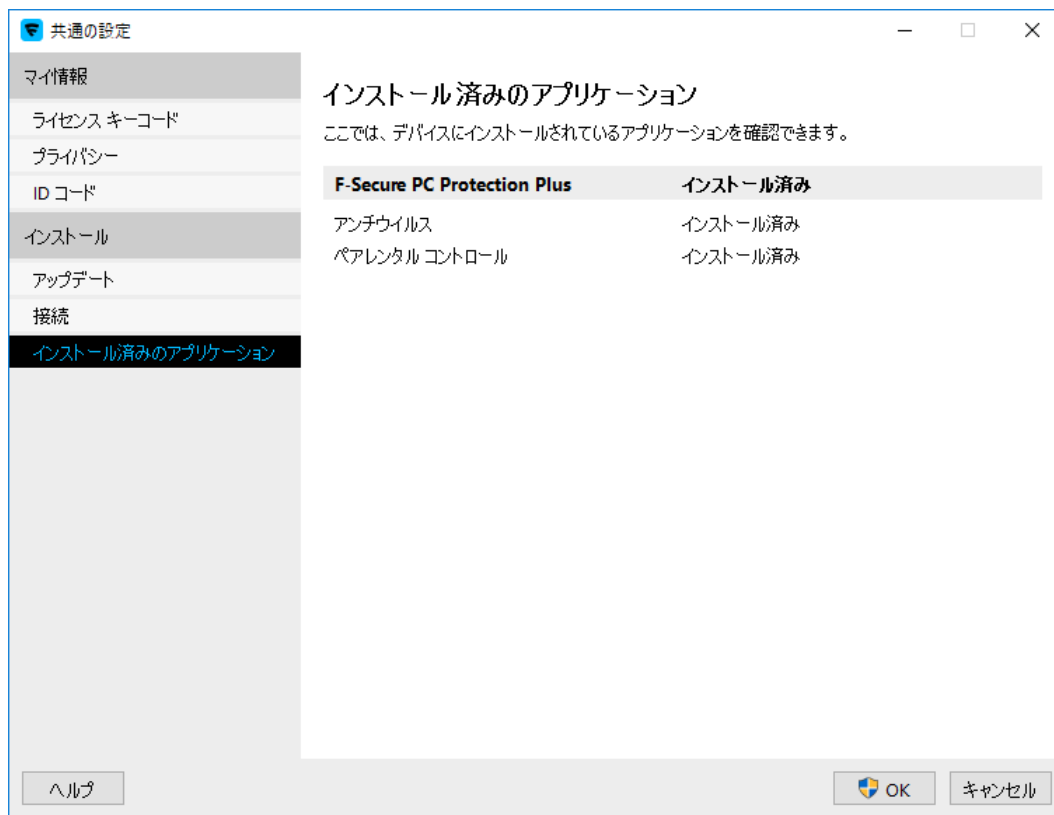 共通の設定
マイ情報
ライセンス キーコード
プライバシー
ID コード
インストール
アップデート
接続
インストール済みのアプリケーション
インストール済みのアプリケーション
ここでは、デバイスにインストールされているアプリケーションを確認できます。
F-Secure PC Protection Plus インストール済み
アンチウイルス インストール済み
ペアレンタル コントロール インストール済み
ヘルプ OK キャンセル